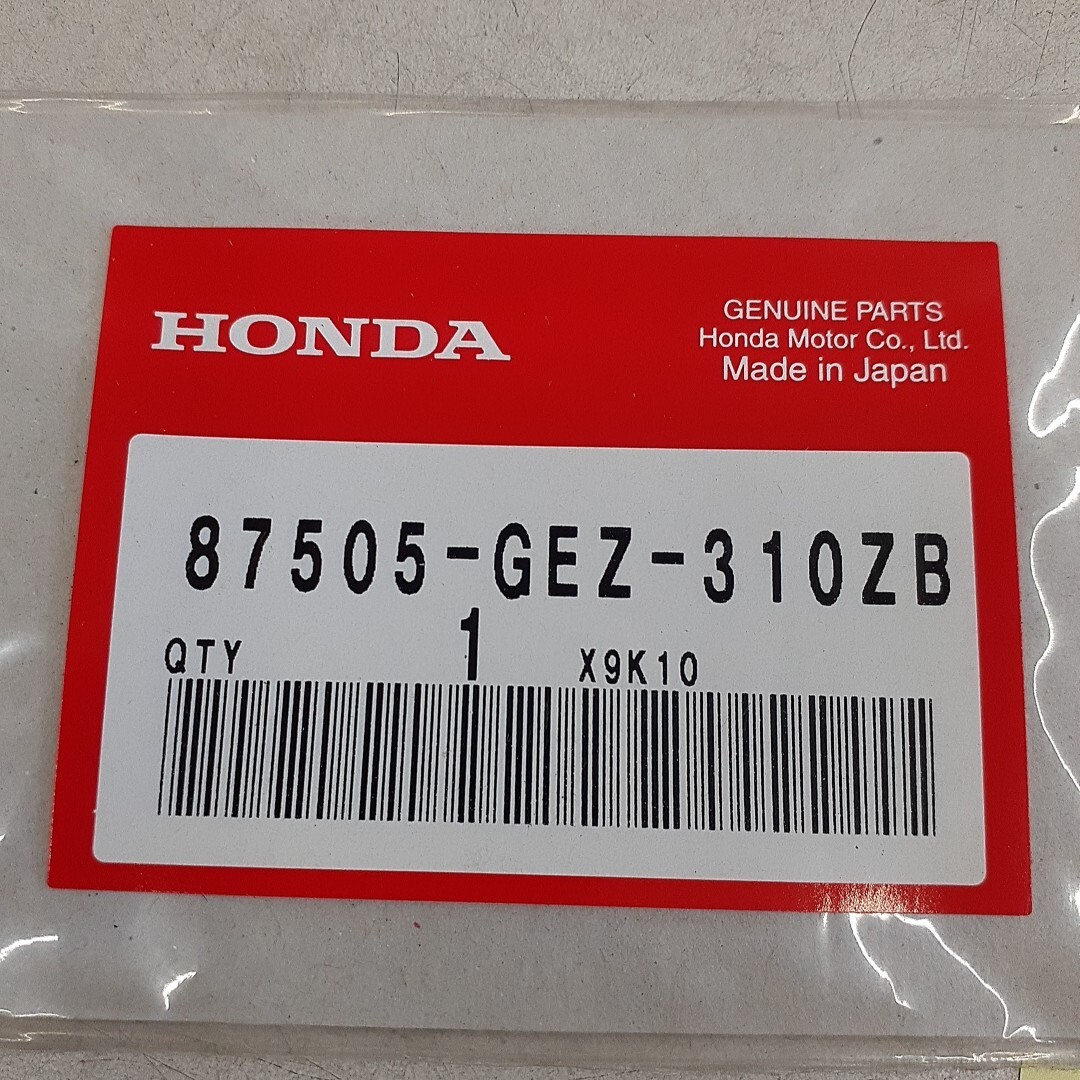 HONDA
GENUINE PARTS
Honda Motor Co., Ltd.
Made in Japan
87505-GEZ-310ZB
QTY 1 X9K10